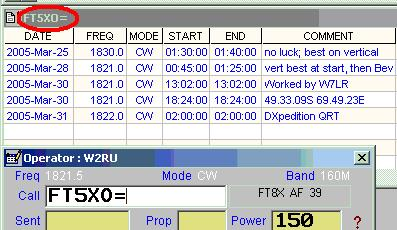 FT5XO=
DATE FREQ MODE START END COMMENT
2005-Mar-25 1830.0 CW 01:30:00 01:40:00 no luck; best on vertical
2005-Mar-28 1821.0 CW 00:45:00 01:25:00 vert best at start, then Bev
2005-Mar-30 1821.0 CW 13:02:00 13:02:00 Worked by W7LR
2005-Mar-30 1821.0 CW 18:24:00 18:24:00 49.33.09S 69.49.23E
2005-Mar-31 1822.0 CW 02:00:00 02:00:00 DXpedition QRT
Operator : W2RU
Freq 1821.5 Mode CW Band 160M
Call FT5XO= FT8X AF 39
Sent Prop Power 150 ?